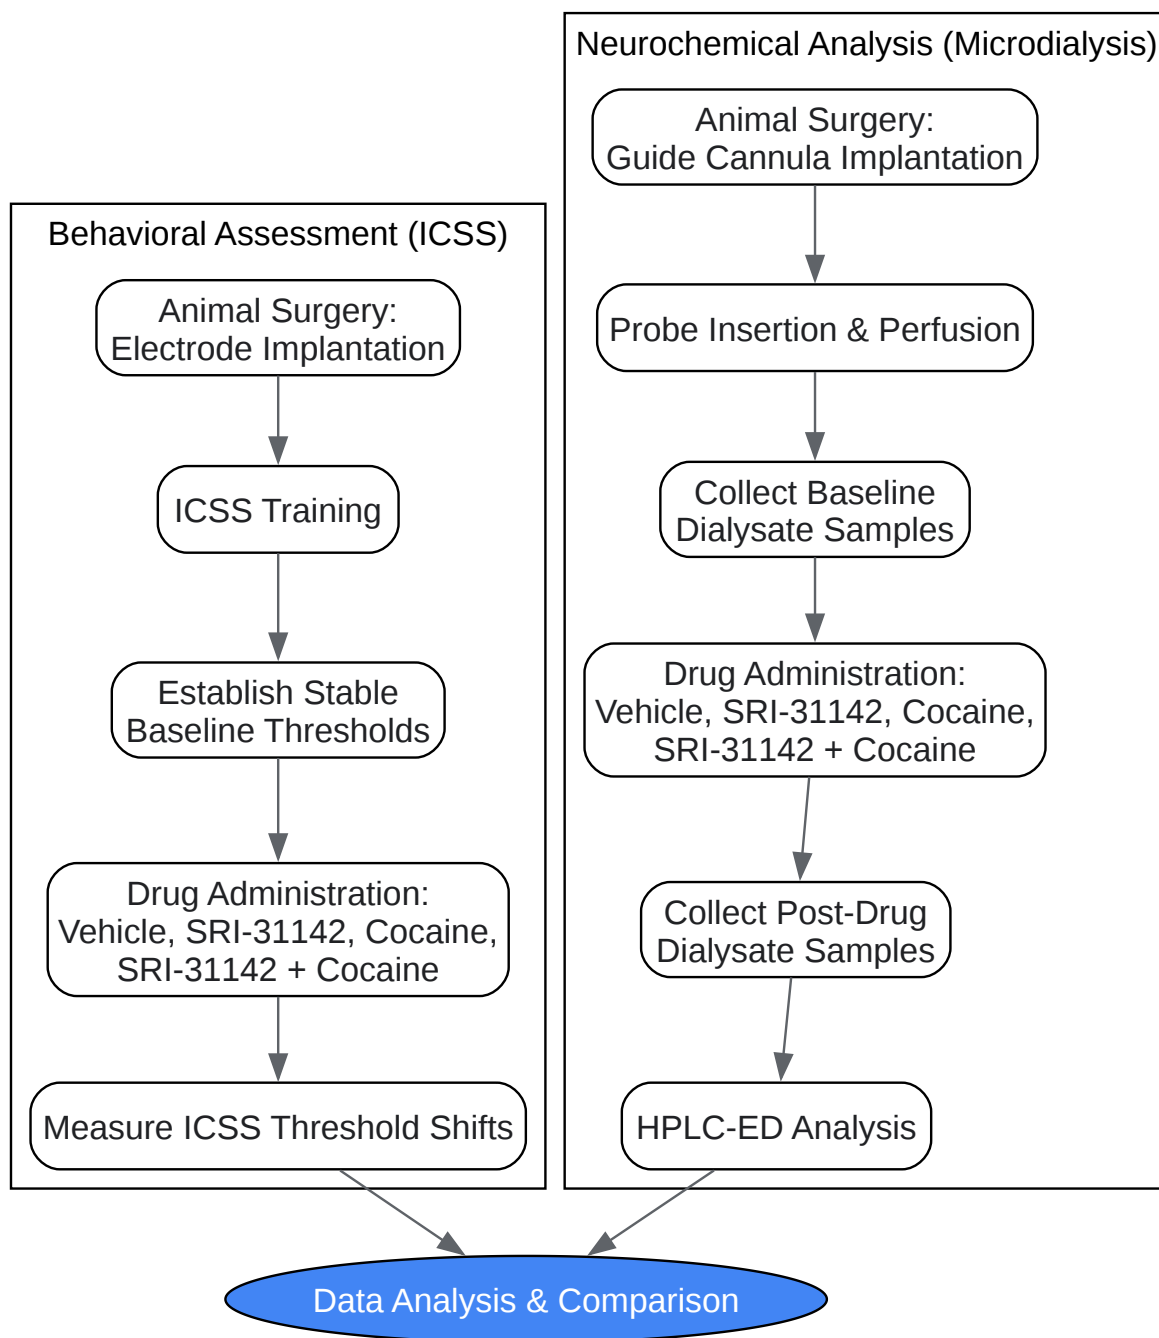 Behavioral Assessment (ICSS)
Animal Surgery:
Electrode Implantation
ICSS Training
Establish Stable
Baseline Thresholds
Drug Administration:
Vehicle, SRI-31142, Cocaine,
SRI-31142 + Cocaine
Measure ICSS Threshold Shifts
Neurochemical Analysis (Microdialysis)
Animal Surgery:
Guide Cannula Implantation
Probe Insertion & Perfusion
Collect Baseline
Dialysate Samples
Drug Administration:
Vehicle, SRI-31142, Cocaine,
SRI-31142 + Cocaine
Collect Post-Drug
Dialysate Samples
HPLC-ED Analysis
Data Analysis & Comparison